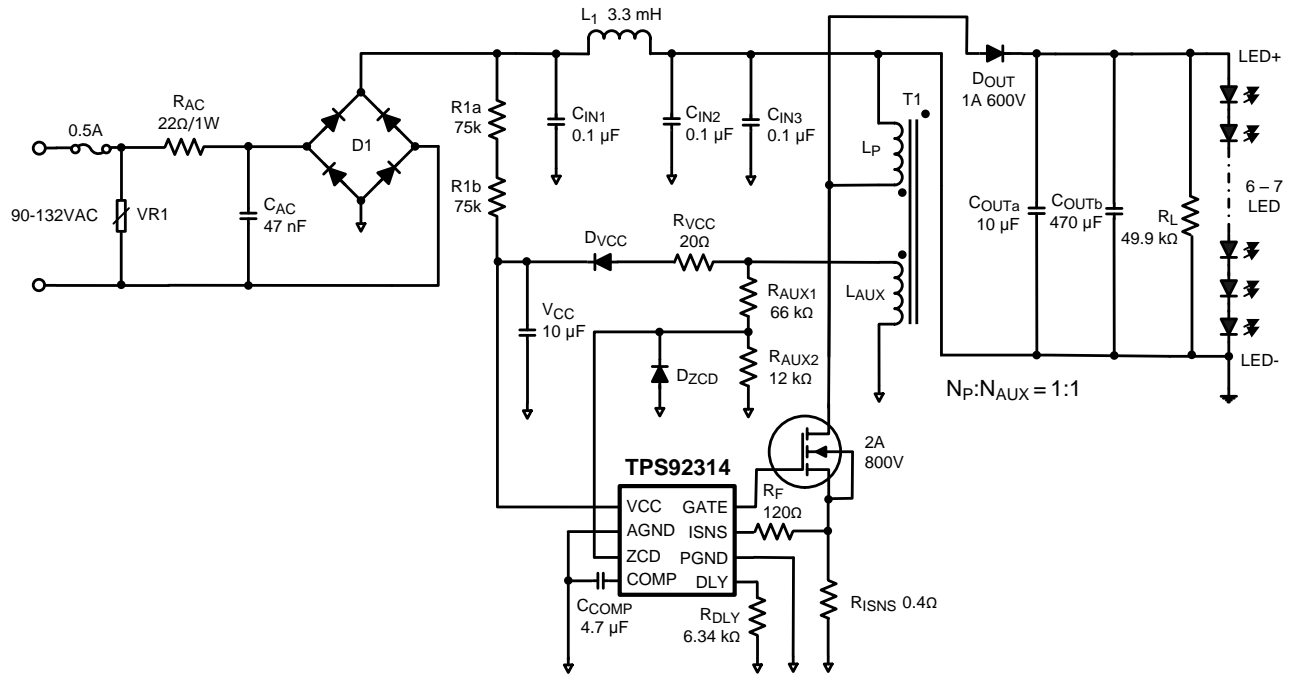 L1 3.3 mH
RAC
22Ω/1W
0.5A
D1
90-132VAC
VR1
CAC
47 nF
R1a
75k
R1b
75k
CIN1
0.1 µF
CIN2
0.1 µF
CIN3
0.1 µF
LP
T1
DOUT
1A 600V
LED+
COUTa
10 µF
COUTb
470 µF
RL
49.9 kΩ
6 – 7
LED
LED-
DVCC
RVCC
20Ω
VCC
10 µF
RAUX1
66 kΩ
LAUX
DZCD
RAUX2
12 kΩ
NP:NAUX = 1:1
2A
800V
TPS92314
VCC
GATE
AGND
ISNS
ZCD
PGND
COMP
DLY
RF
120Ω
CCOMP
4.7 µF
RDLY
6.34 kΩ
RISNS 0.4Ω